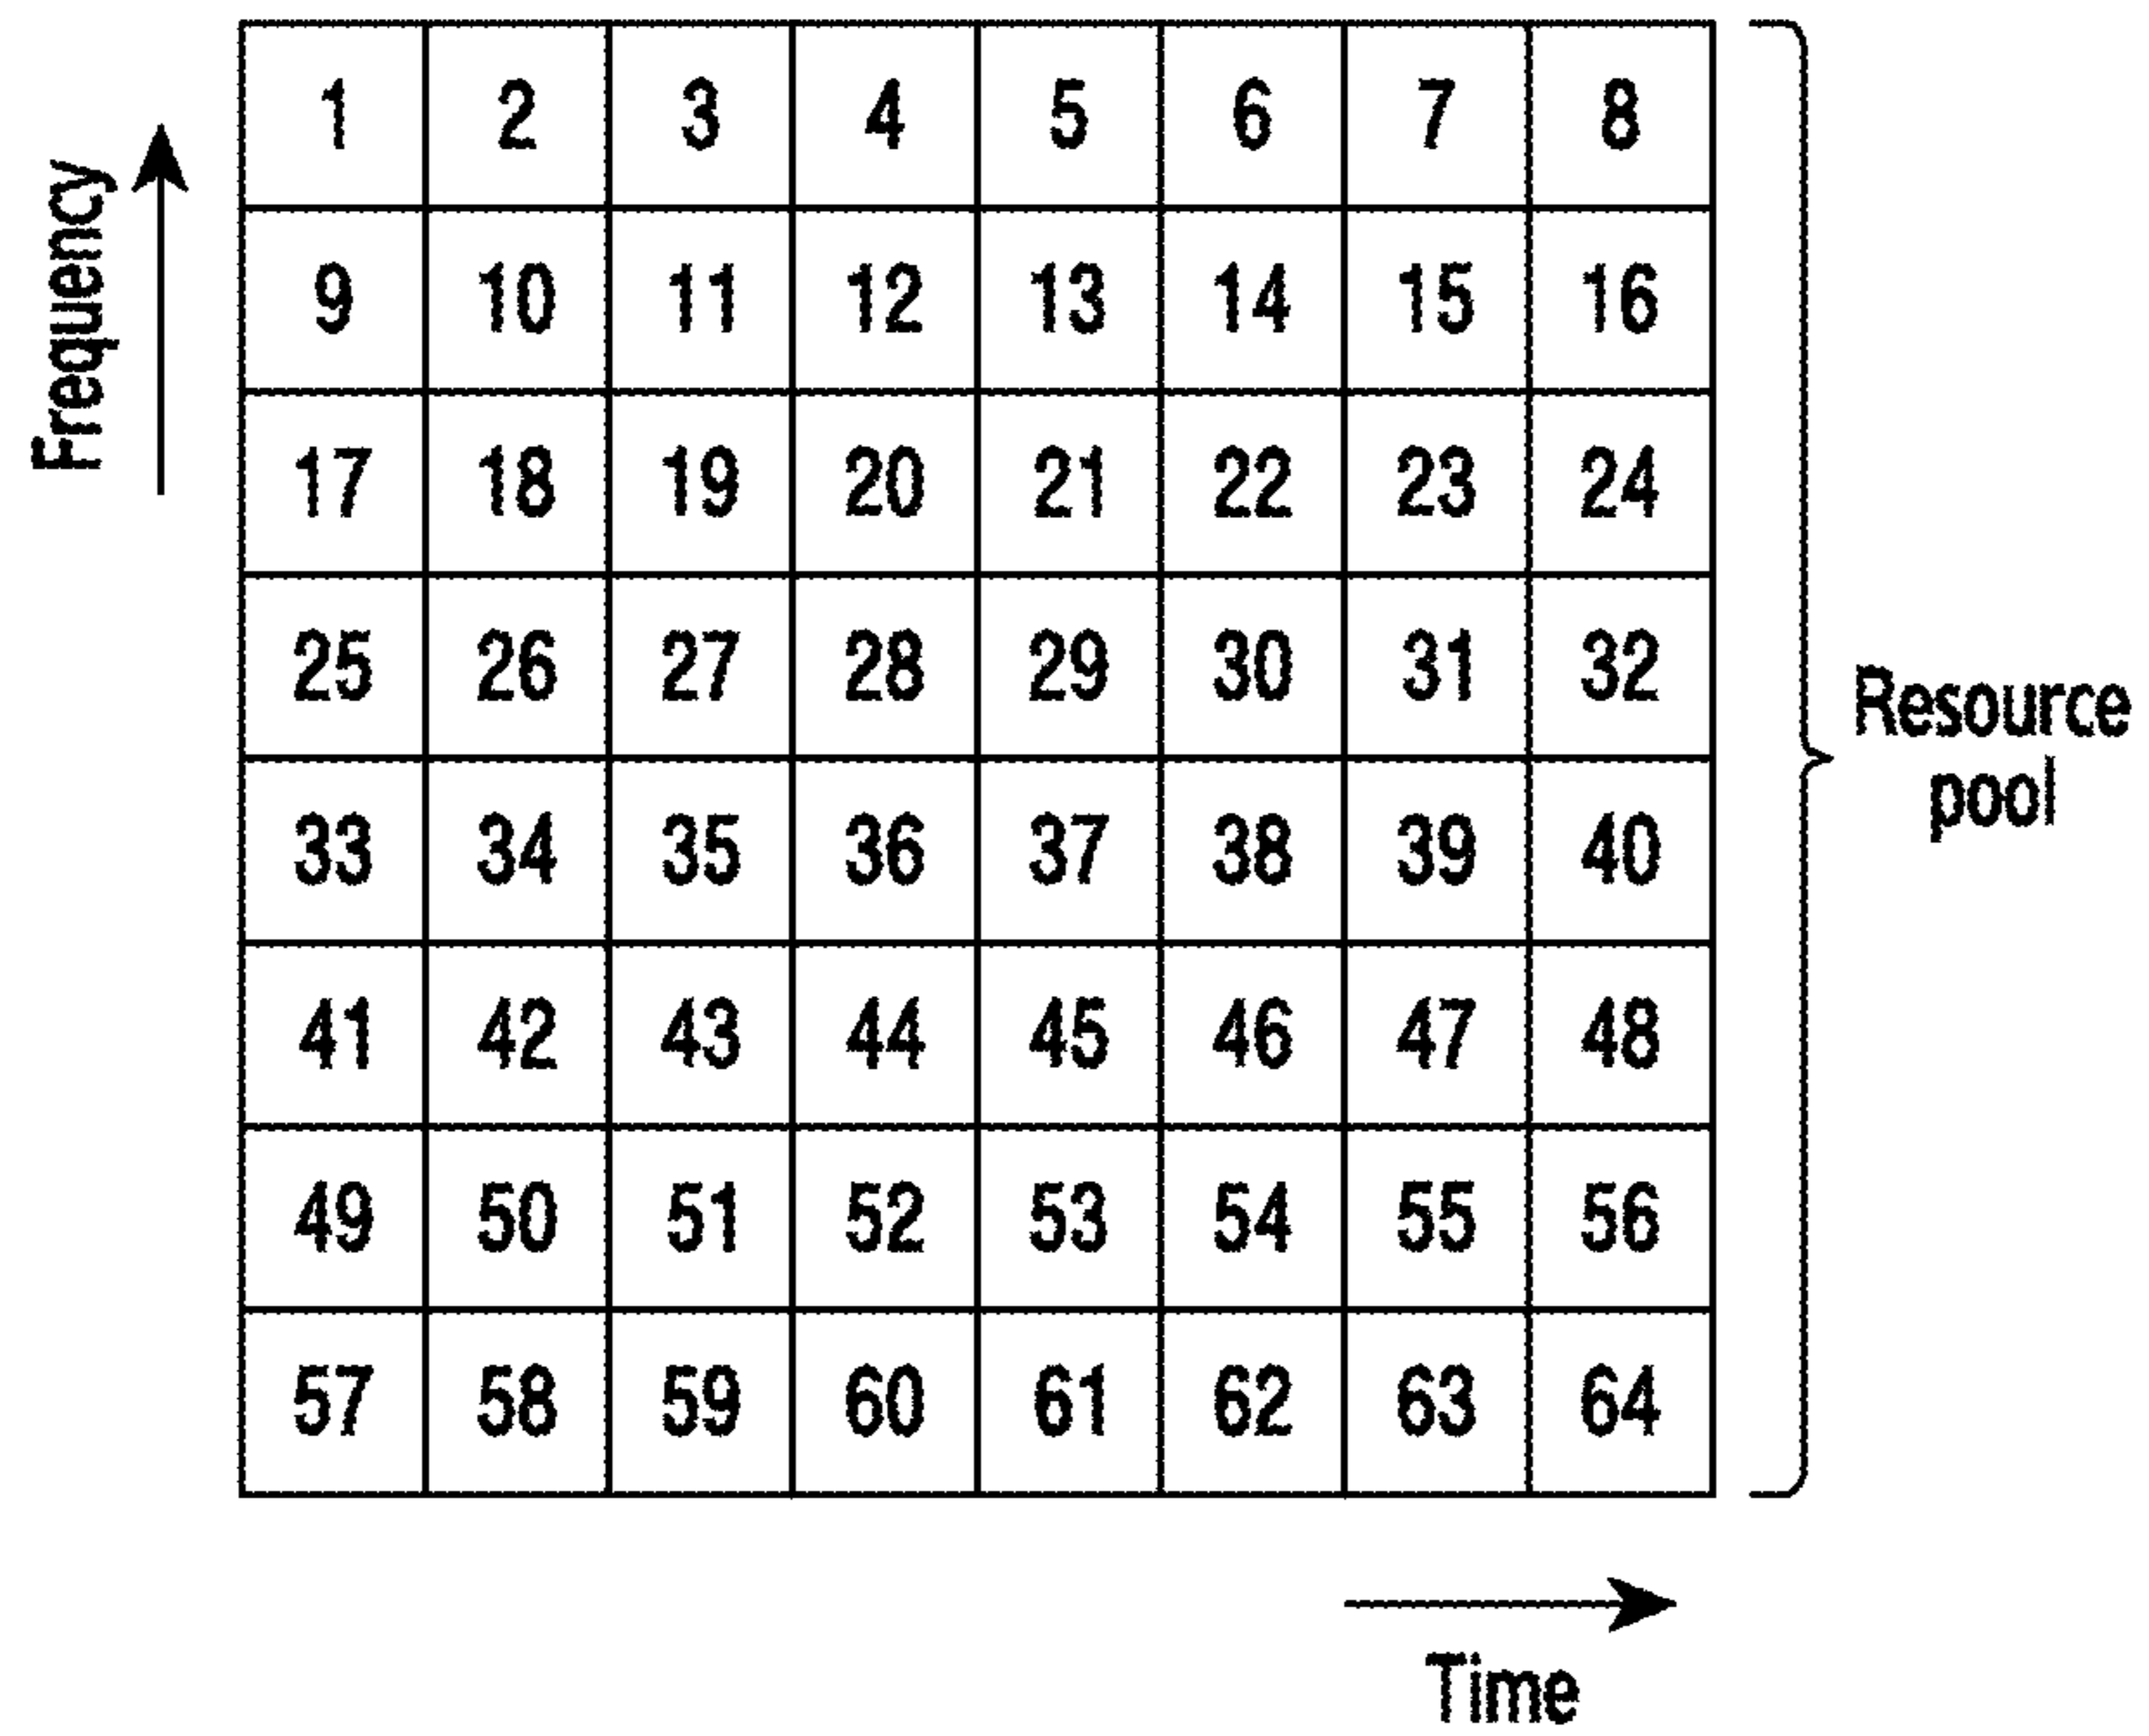 Frequency
1 2 3 4 5 6 7 8
9 10 11 12 13 14 15 16
17 18 19 20 21 22 23 24
25 26 27 28 29 30 31 32
33 34 35 36 37 38 39 40
41 42 43 44 45 46 47 48
49 50 51 52 53 54 55 56
57 58 59 60 61 62 63 64
Resource
pool
Time